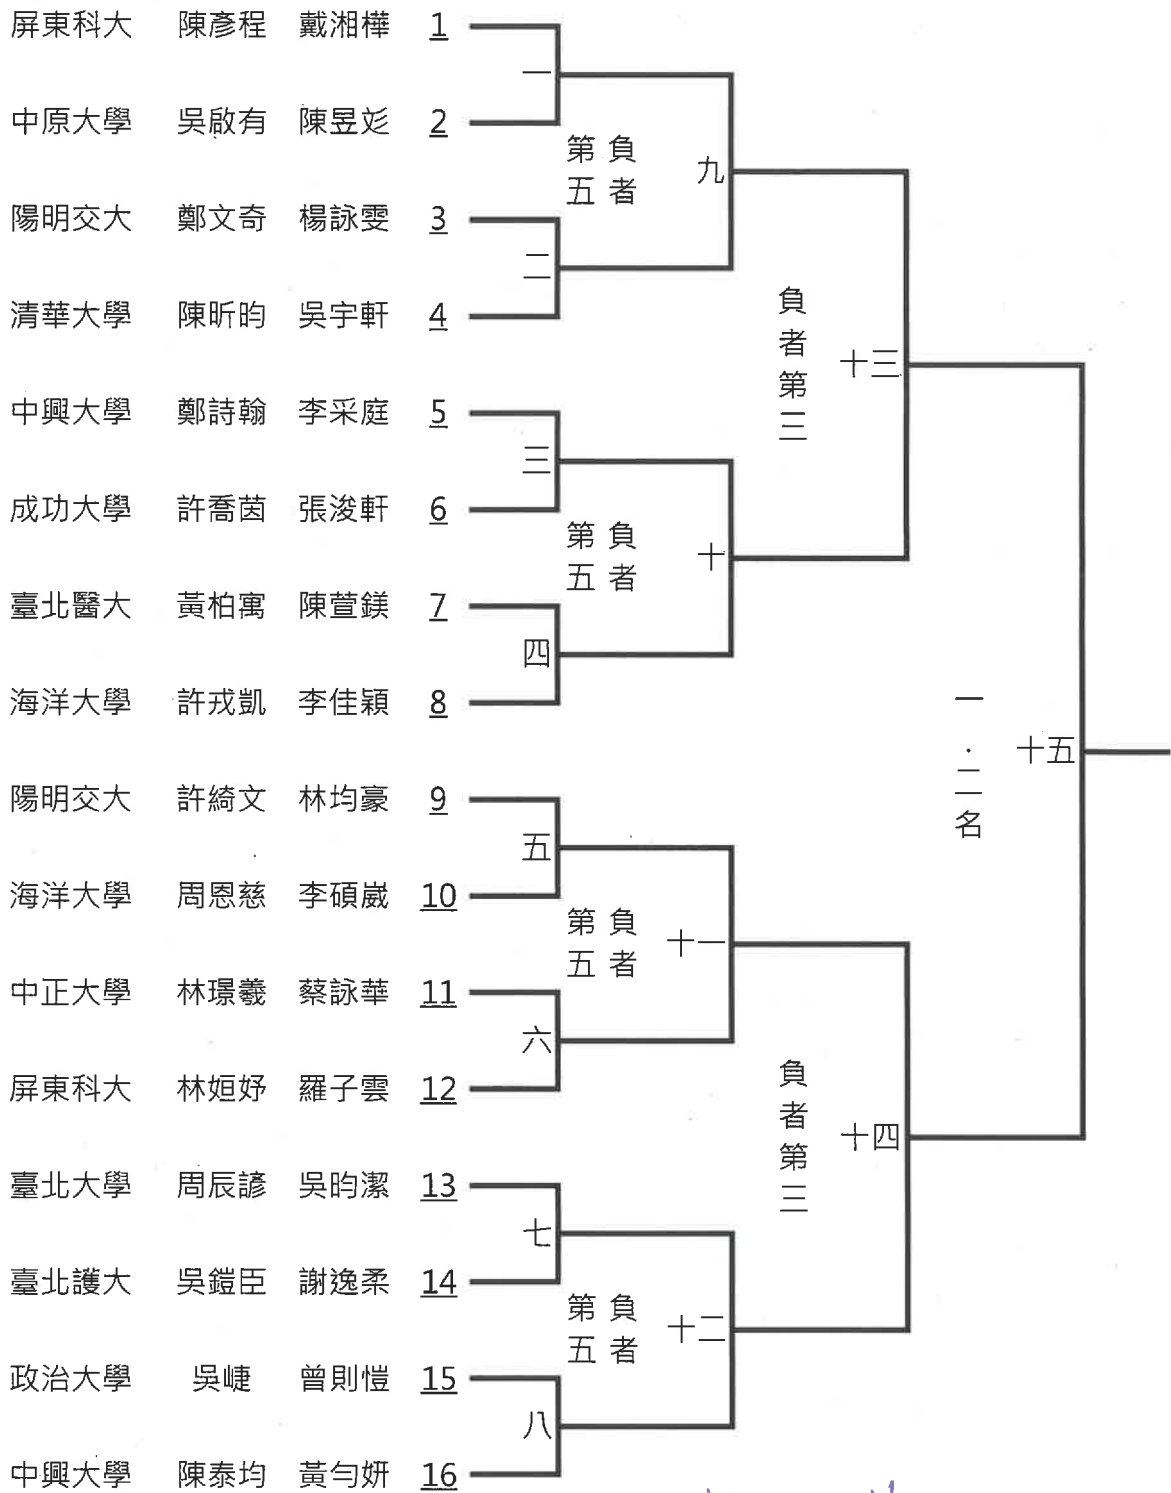 屏東科大 陳彥程 戴湘樺 1
一
中原大學 吳啟有 陳昱彣 2
負者第五
九
陽明交大 鄭文奇 楊詠雯 3
二
清華大學 陳昕昀 吳宇軒 4
負者第三
十三
中興大學 鄭詩翰 李采庭 5
三
成功大學 許喬茵 張浚軒 6
負者第五
十
臺北醫大 黃柏寓 陳萱鎂 7
四
海洋大學 許戎凱 李佳穎 8
一.二名
十五
陽明交大 許綺文 林均豪 9
五
海洋大學 周恩慈 李碩崴 10
負者第五
十一
中正大學 林璟羲 蔡詠華 11
六
屏東科大 林姮妤 羅子雲 12
負者第三
十四
臺北大學 周辰諺 吳昀潔 13
七
臺北護大 吳鎧臣 謝逸柔 14
負者第五
十二
政治大學 吳崨 曾則愷 15
八
中興大學 陳泰均 黃勻妍 16